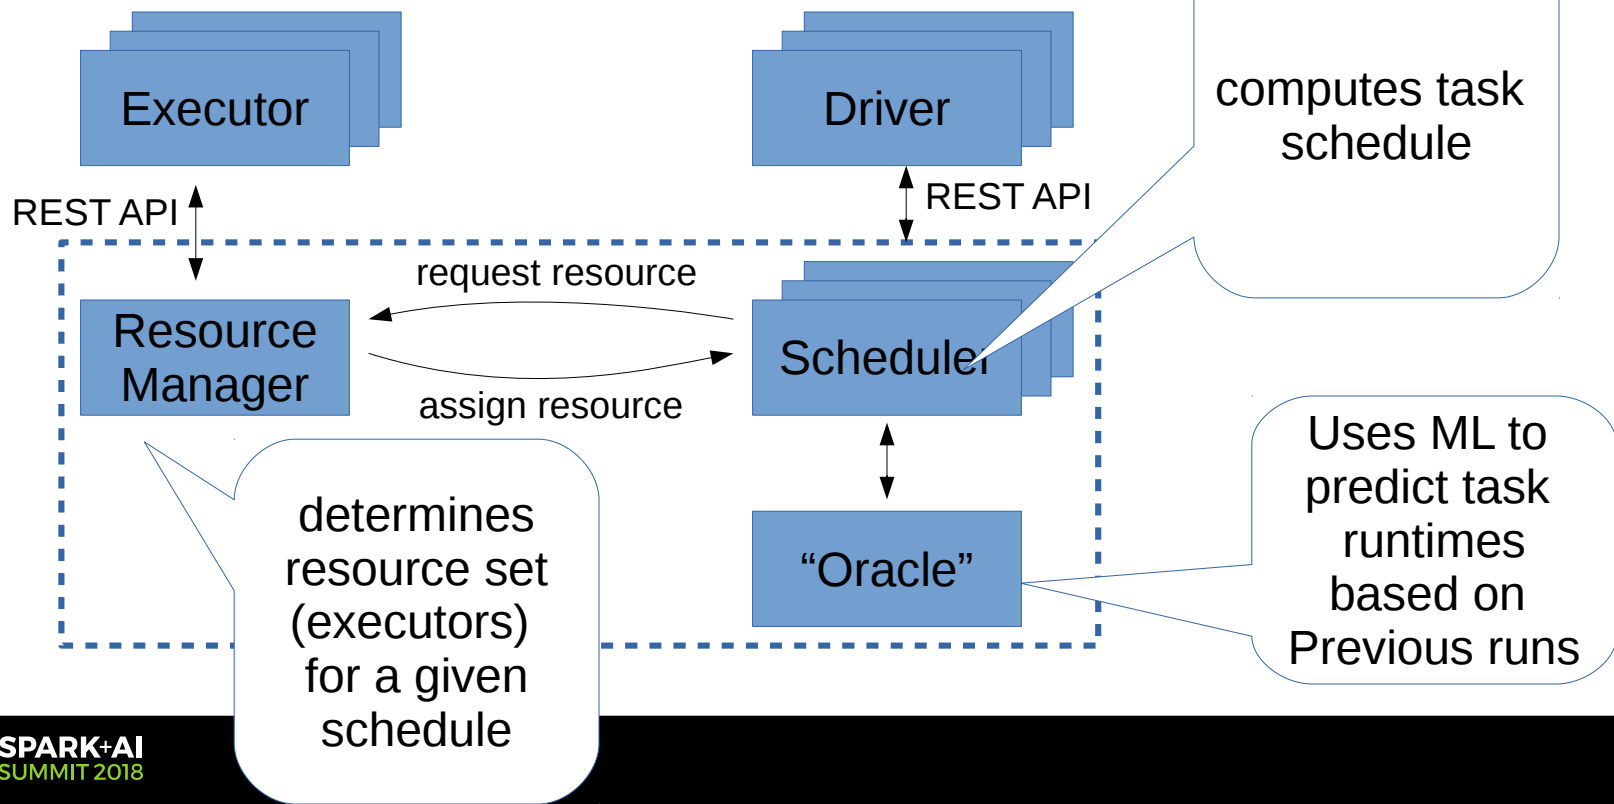 Executor
Driver
computes task
schedule
REST API
REST API
request resource
Resource
Manager
Scheduler
assign resource
determines
resource set
(executors)
for a given
schedule
“Oracle”
Uses ML to
predict task
runtimes
based on
Previous runs
SPARK+AI
SUMMIT 2018